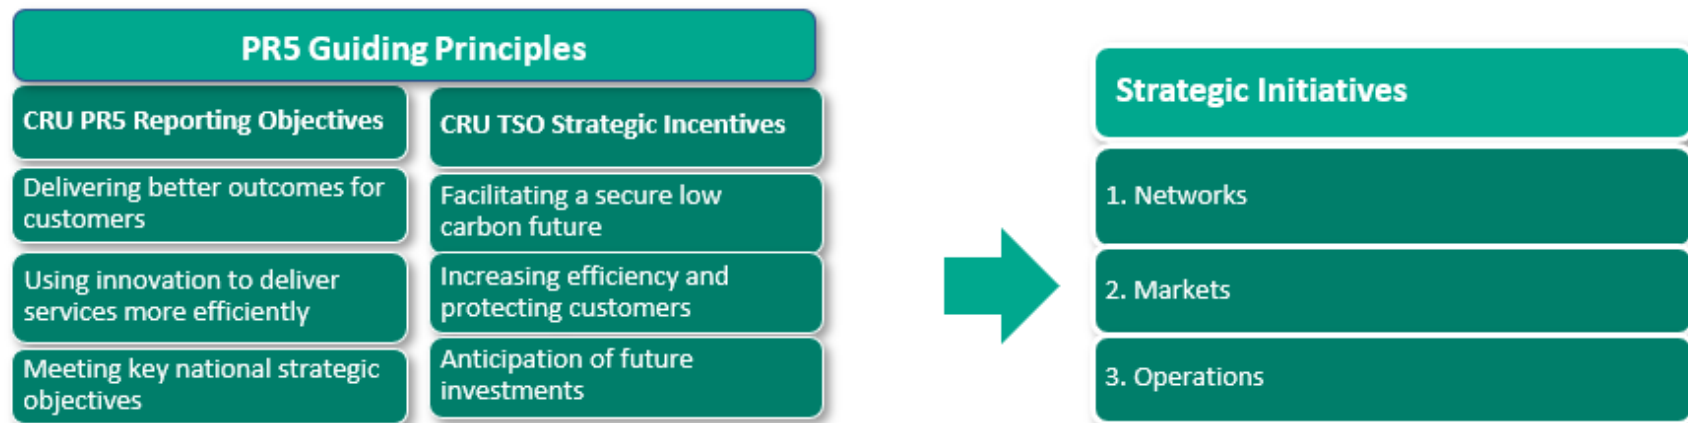 PR5 Guiding Principles
CRU PR5 Reporting Objectives
Delivering better outcomes for
customers
Using innovation to deliver
services more efficiently
Meeting key national strategic
objectives
CRU TSO Strategic Incentives
Facilitating a secure low
carbon future
Increasing efficiency and
protecting customers
Anticipation of future
investments
Strategic Initiatives
1. Networks
2. Markets
3. Operations